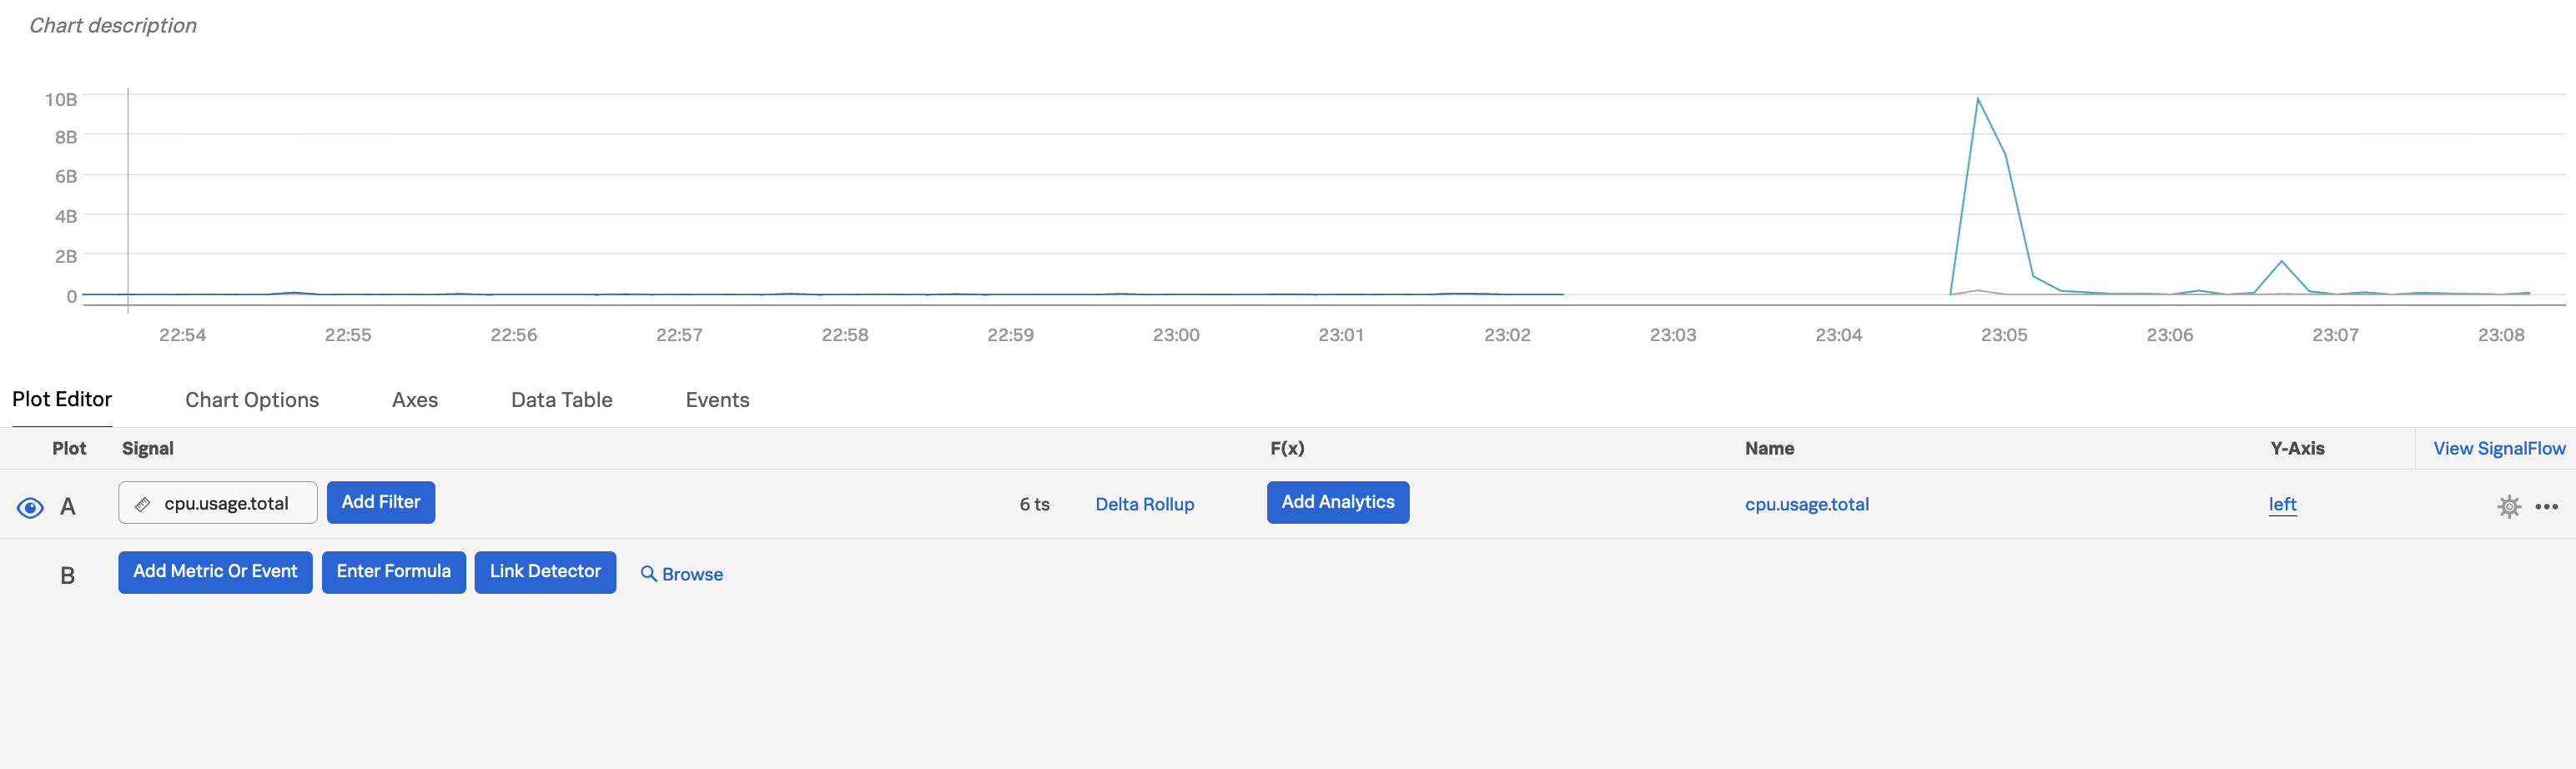 Chart description
10B
8B
6B
4B
2B
0
22:54 22:55 22:56 22:57 22:58 22:59 23:00 23:01 23:02 23:03 23:04 23:05 23:06 23:07 23:08
Plot Editor Chart Options Axes Data Table Events
Plot Signal F(x) Name Y-Axis View SignalFlow
A cpu.usage.total Add Filter 6 ts Delta Rollup Add Analytics cpu.usage.total left
B Add Metric Or Event Enter Formula Link Detector Browse